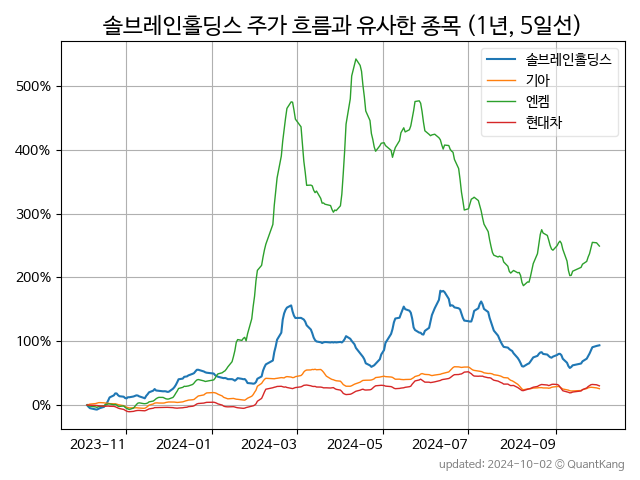 솔브레인홀딩스 주가 흐름과 유사한 종목 (1년, 5일선)
솔브레인홀딩스
기아
엔켐
현대차
500%
400%
300%
200%
100%
0%
2023-11 2024-01 2024-03 2024-05 2024-07 2024-09
updated: 2024-10-02 © QuantKang